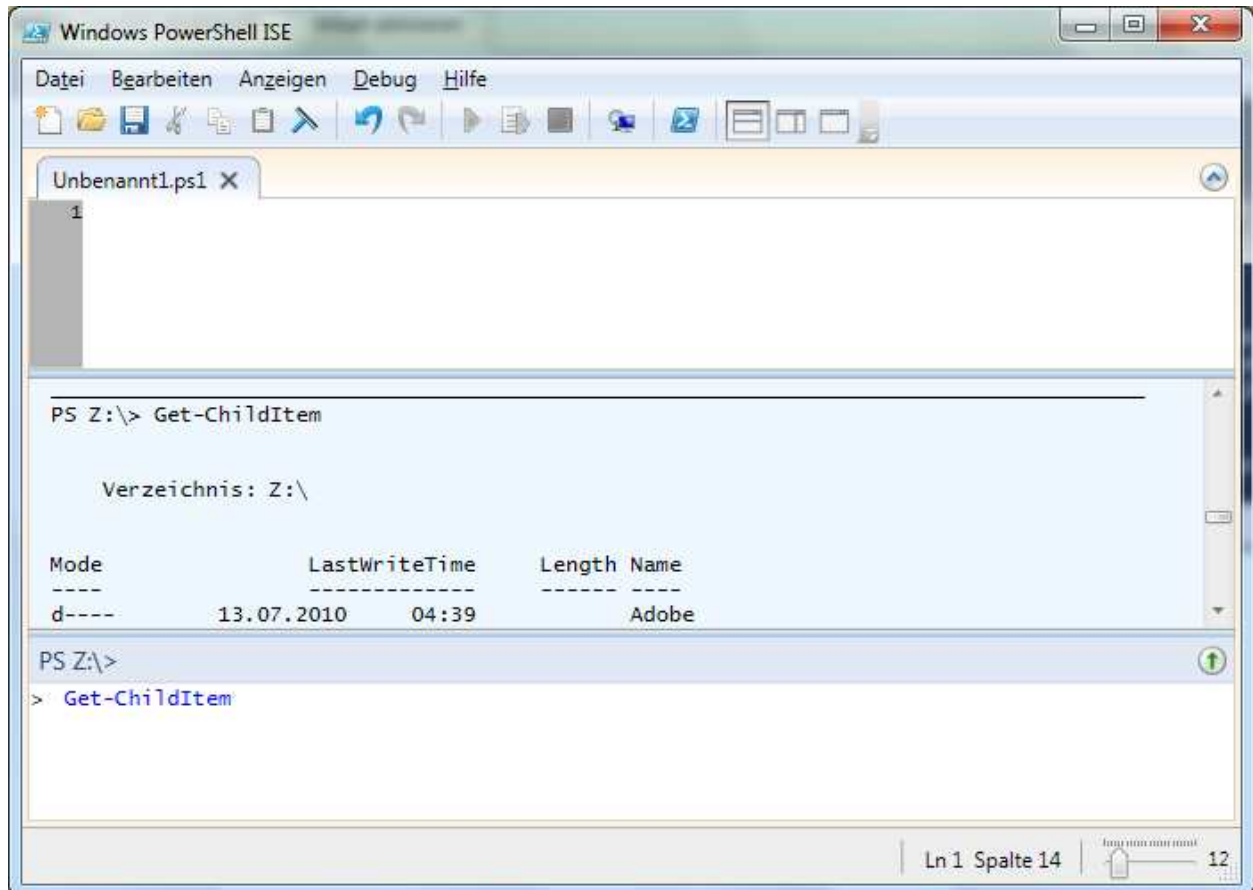 Windows PowerShell ISE
Datei Bearbeiten Anzeigen Debug Hilfe
Unbenannt1.ps1
1
PS Z:\> Get-ChildItem
Verzeichnis: Z:\
Mode LastWriteTime Length Name
---- ------------- ------ ----
d---- 13.07.2010 04:39 Adobe
PS Z:\>
> Get-ChildItem
Ln 1 Spalte 14 12